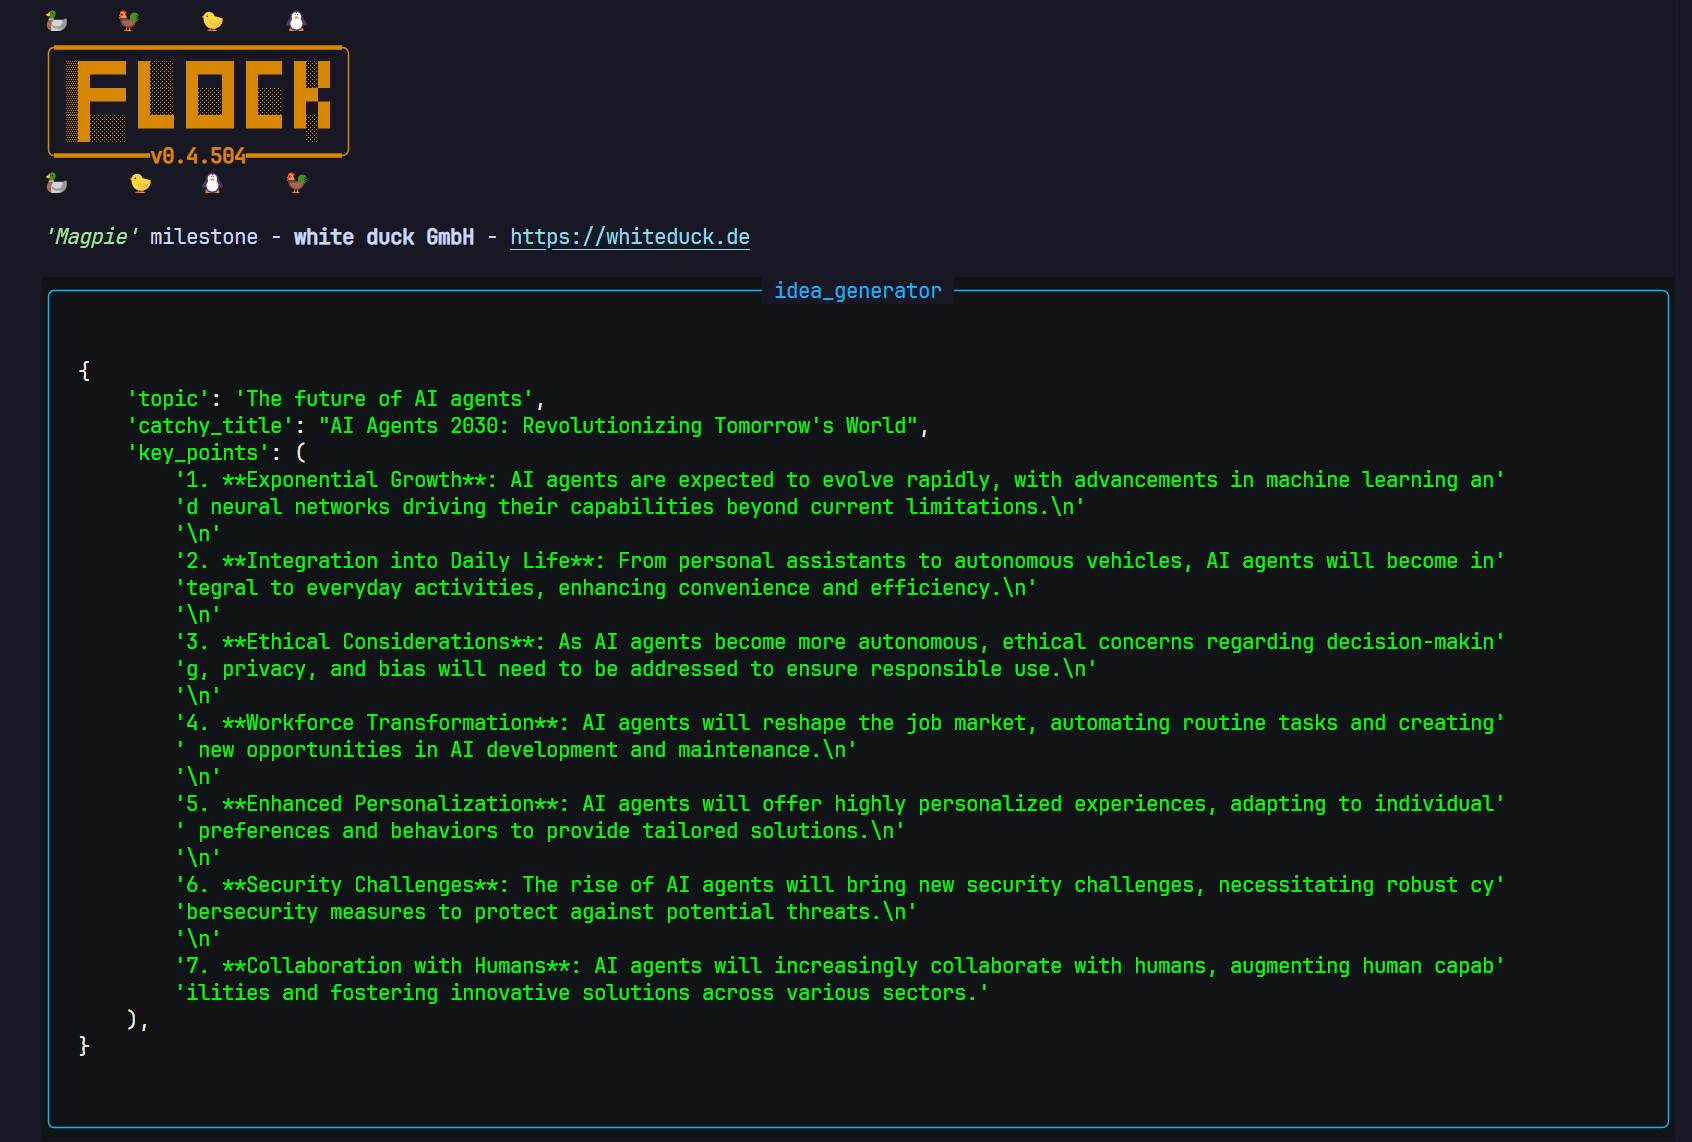 FLOCK
v0.4.504
'Magpie' milestone - white duck GmbH - https://whiteduck.de
idea_generator
{
    'topic': 'The future of AI agents',
    'catchy_title': "AI Agents 2030: Revolutionizing Tomorrow's World",
    'key_points': (
        '1. **Exponential Growth**: AI agents are expected to evolve rapidly, with advancements in machine learning an'
        'd neural networks driving their capabilities beyond current limitations.\n'
        '\n'
        '2. **Integration into Daily Life**: From personal assistants to autonomous vehicles, AI agents will become in'
        'tegral to everyday activities, enhancing convenience and efficiency.\n'
        '\n'
        '3. **Ethical Considerations**: As AI agents become more autonomous, ethical concerns regarding decision-makin'
        'g, privacy, and bias will need to be addressed to ensure responsible use.\n'
        '\n'
        '4. **Workforce Transformation**: AI agents will reshape the job market, automating routine tasks and creating'
        ' new opportunities in AI development and maintenance.\n'
        '\n'
        '5. **Enhanced Personalization**: AI agents will offer highly personalized experiences, adapting to individual'
        ' preferences and behaviors to provide tailored solutions.\n'
        '\n'
        '6. **Security Challenges**: The rise of AI agents will bring new security challenges, necessitating robust cy'
        'bersecurity measures to protect against potential threats.\n'
        '\n'
        '7. **Collaboration with Humans**: AI agents will increasingly collaborate with humans, augmenting human capab'
        'ilities and fostering innovative solutions across various sectors.'
    ),
}